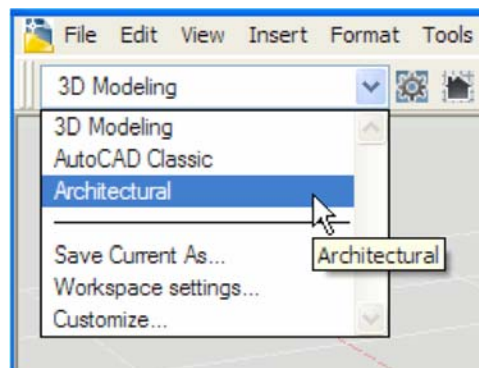 File Edit View Insert Format Tools
3D Modeling
3D Modeling
AutoCAD Classic
Architectural
Save Current As...
Architectural
Workspace settings...
Customize...